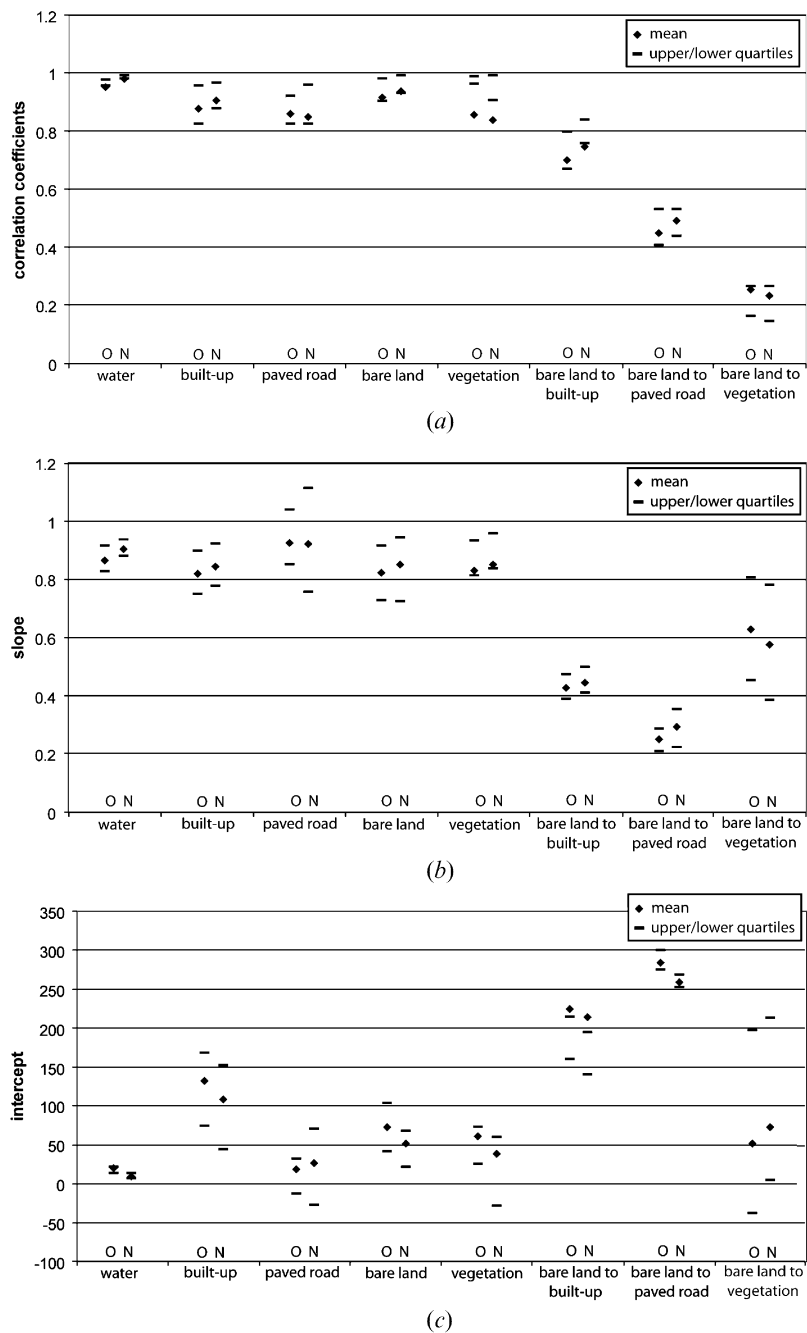 1.2
mean
upper/lower quartiles
1
0.8
0.6
0.4
0.2
0
correlation coefficients
O N O N O N O N O N O N O N O N
water built-up paved road bare land vegetation bare land to built-up bare land to paved road bare land to vegetation
(a)
1.2
mean
upper/lower quartiles
1
0.8
0.6
0.4
0.2
0
slope
O N O N O N O N O N O N O N O N
water built-up paved road bare land vegetation bare land to built-up bare land to paved road bare land to vegetation
(b)
350
mean
upper/lower quartiles
300
250
200
150
100
50
0
-50
-100
intercept
O N O N O N O N O N O N O N O N
water built-up paved road bare land vegetation bare land to built-up bare land to paved road bare land to vegetation
(c)